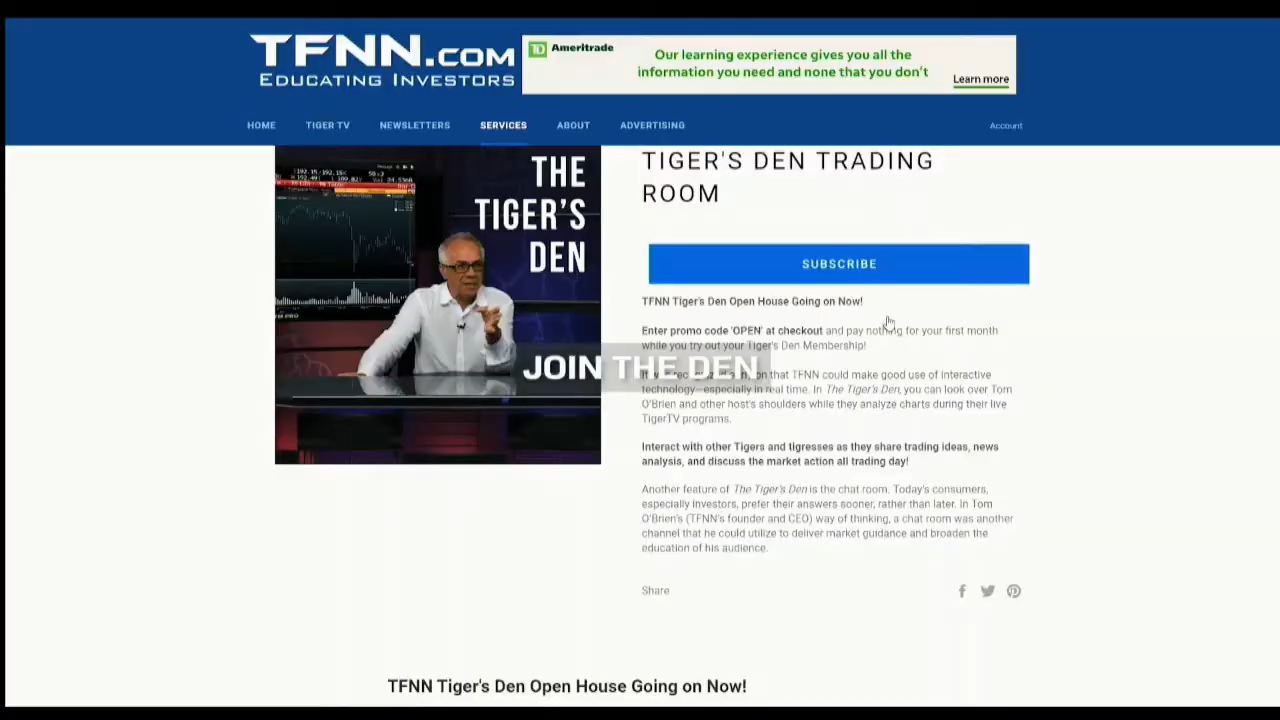 TFNN.COM
EDUCATING INVESTORS
TD Ameritrade
Our learning experience gives you all the
information you need and none that you don't
Learn more
HOME TIGER TV NEWSLETTERS SERVICES ABOUT ADVERTISING Account
THE
TIGER'S
DEN
TIGER'S DEN TRADING
ROOM
SUBSCRIBE
TFNN Tiger's Den Open House Going on Now!
Enter promo code 'OPEN' at checkout and pay nothing for your first month
while you try out your Tiger's Den Membership!
JOIN THE DEN
that TFNN could make good use of interactive
technology—especially in real time. In The Tiger's Den, you can look over Tom
O'Brien and other host's shoulders while they analyze charts during their live
TigerTV programs.
Interact with other Tigers and tigresses as they share trading ideas, news
analysis, and discuss the market action all trading day!
Another feature of The Tiger's Den is the chat room. Today's consumers,
especially investors, prefer their answers sooner, rather than later. In Tom
O'Brien's (TFNN's founder and CEO) way of thinking, a chat room was another
channel that he could utilize to deliver market guidance and broaden the
education of his audience.
Share
TFNN Tiger's Den Open House Going on Now!